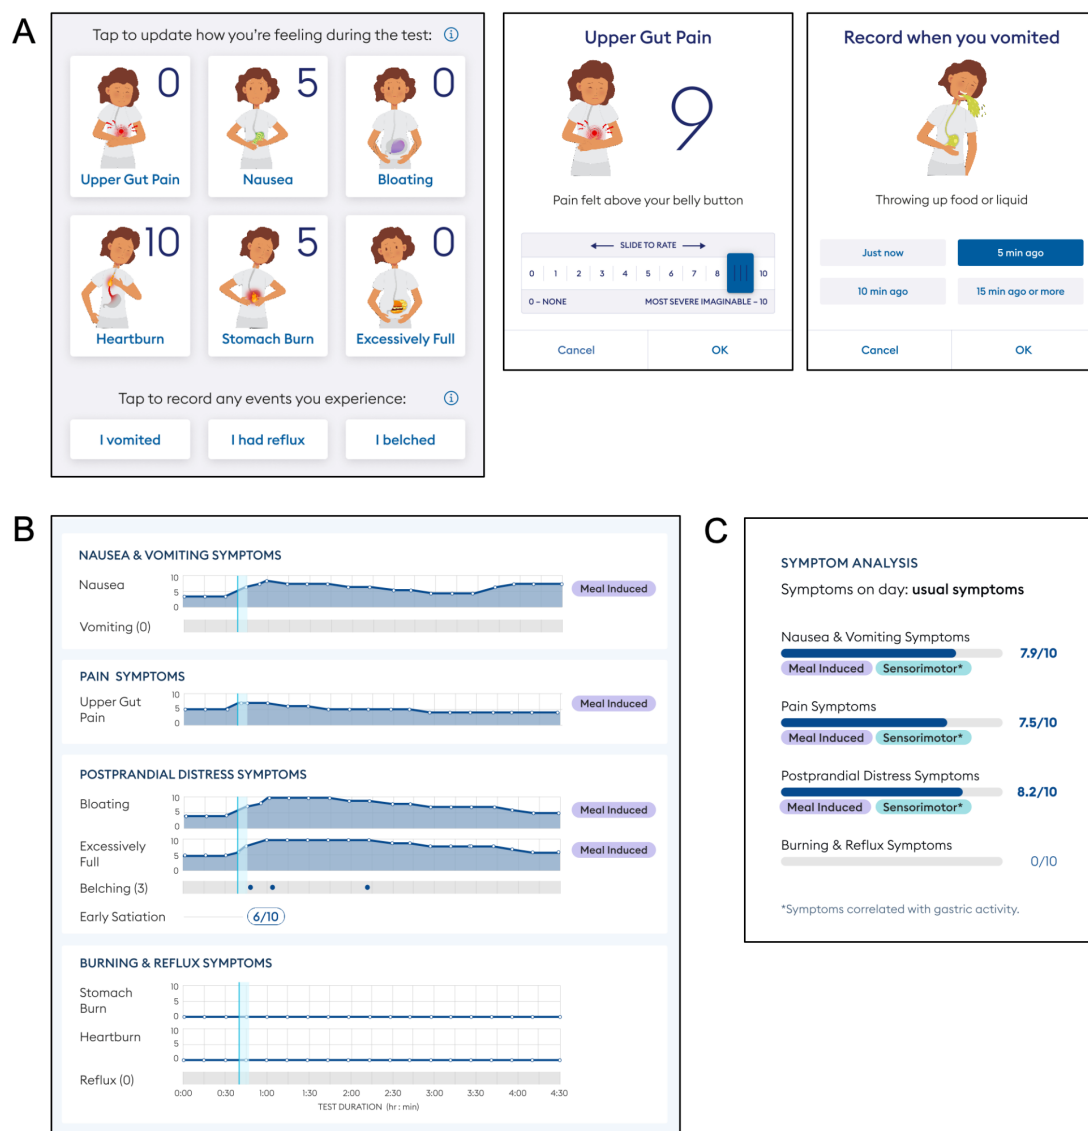 A
Tap to update how you're feeling during the test: i
0 5 0
Upper Gut Pain Nausea Bloating
10 5 0
Heartburn Stomach Burn Excessively Full
Tap to record any events you experience: i
I vomited I had reflux I belched
Upper Gut Pain
9
Pain felt above your belly button
SLIDE TO RATE
0 1 2 3 4 5 6 7 8 10
0 – NONE MOST SEVERE IMAGINABLE – 10
Cancel OK
Record when you vomited
Throwing up food or liquid
Just now 5 min ago
10 min ago 15 min ago or more
Cancel OK
B
NAUSEA & VOMITING SYMPTOMS
Nausea 10 5 0 Meal Induced
Vomiting (0)
PAIN SYMPTOMS
Upper Gut Pain 10 5 0 Meal Induced
POSTPRANDIAL DISTRESS SYMPTOMS
Bloating 10 5 0 Meal Induced
Excessively Full 10 5 0 Meal Induced
Belching (3)
Early Satiation 6/10
BURNING & REFLUX SYMPTOMS
Stomach Burn 10 5 0
Heartburn 10 5 0
Reflux (0)
0:00 0:30 1:00 1:30 2:00 2:30 3:00 3:30 4:00 4:30
TEST DURATION (hr : min)
C
SYMPTOM ANALYSIS
Symptoms on day: usual symptoms
Nausea & Vomiting Symptoms
7.9/10
Meal Induced Sensorimotor*
Pain Symptoms
7.5/10
Meal Induced Sensorimotor*
Postprandial Distress Symptoms
8.2/10
Meal Induced Sensorimotor*
Burning & Reflux Symptoms
0/10
*Symptoms correlated with gastric activity.